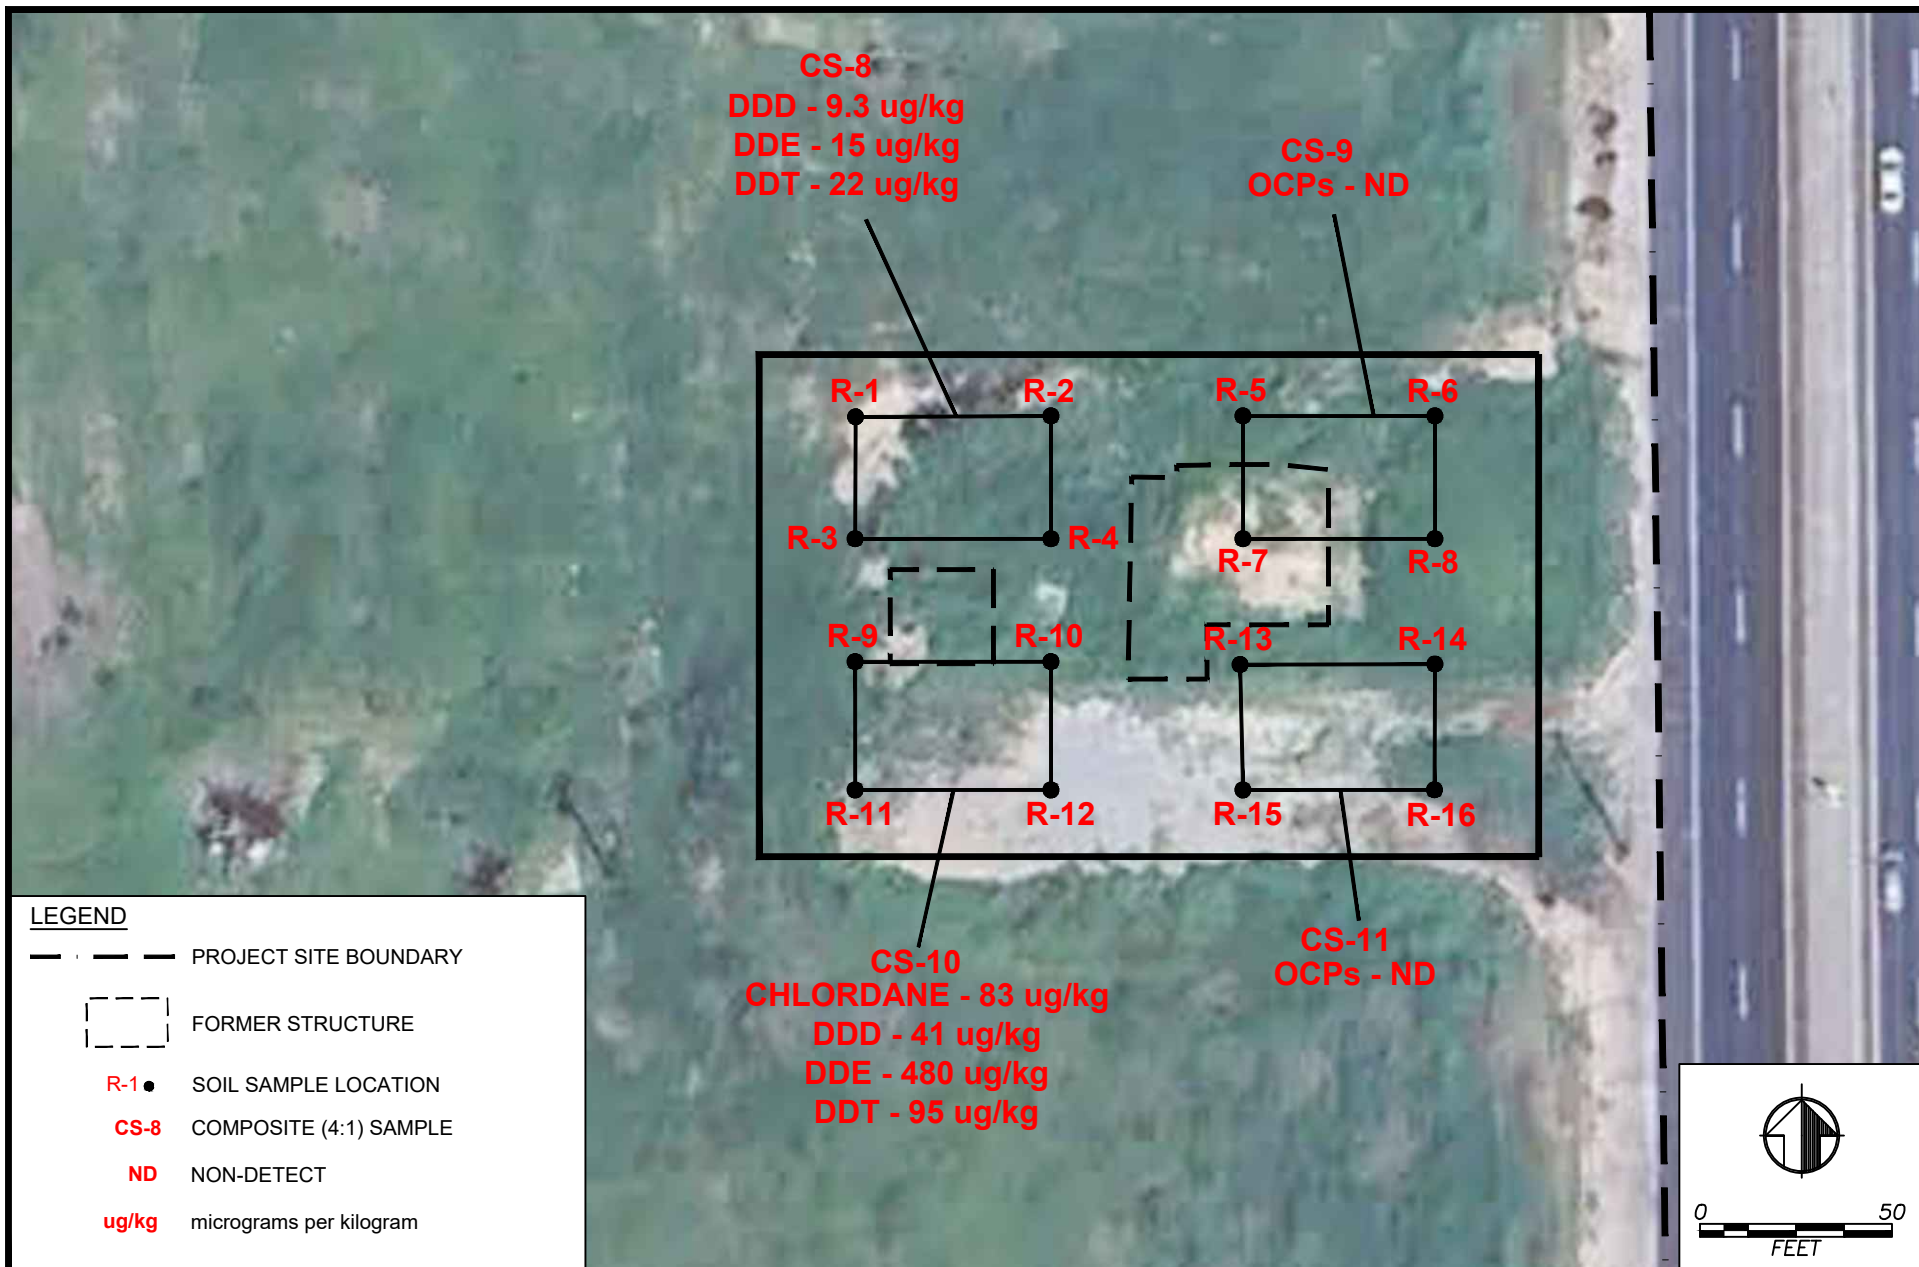 CS-8
DDD - 9.3 ug/kg
DDE - 15 ug/kg
DDT - 22 ug/kg
CS-9
OCPs - ND
R-1
R-2
R-5
R-6
R-3
R-4
R-7
R-8
R-9
R-10
R-13
R-14
R-11
R-12
R-15
R-16
CS-10
CHLORDANE - 83 ug/kg
DDD - 41 ug/kg
DDE - 480 ug/kg
DDT - 95 ug/kg
CS-11
OCPs - ND
LEGEND
PROJECT SITE BOUNDARY
FORMER STRUCTURE
R-1 SOIL SAMPLE LOCATION
CS-8 COMPOSITE (4:1) SAMPLE
ND NON-DETECT
ug/kg micrograms per kilogram
0 50
FEET